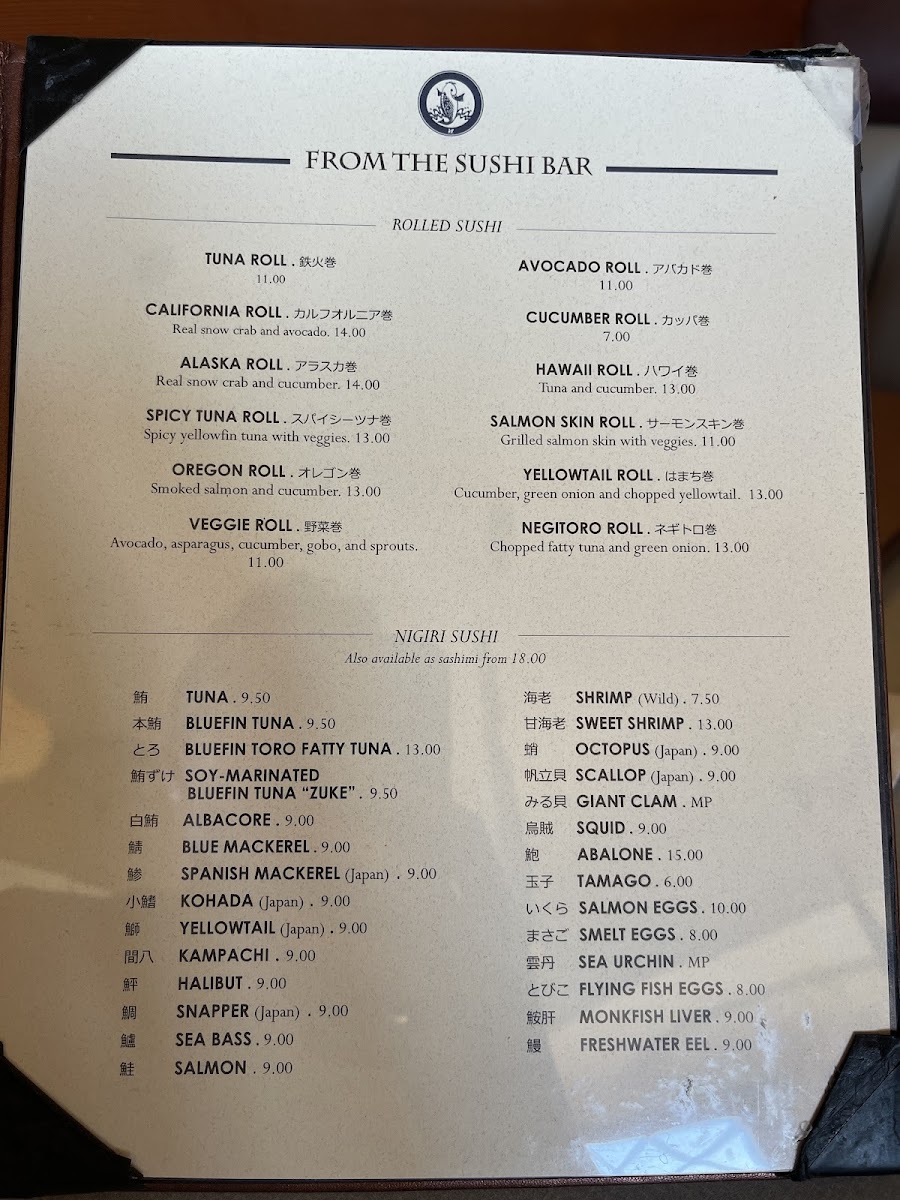 FROM THE SUSHI BAR
ROLLED SUSHI
TUNA ROLL . 鉄火巻
11.00
CALIFORNIA ROLL . カルフオルニア巻
Real snow crab and avocado. 14.00
ALASKA ROLL . アラスカ巻
Real snow crab and cucumber. 14.00
SPICY TUNA ROLL . スパイシーツナ巻
Spicy yellowfin tuna with veggies. 13.00
OREGON ROLL . オレゴン巻
Smoked salmon and cucumber. 13.00
VEGGIE ROLL . 野菜巻
Avocado, asparagus, cucumber, gobo, and sprouts.
11.00
AVOCADO ROLL . アバカド巻
11.00
CUCUMBER ROLL . カッパ巻
7.00
HAWAII ROLL . ハワイ巻
Tuna and cucumber. 13.00
SALMON SKIN ROLL . サーモンスキン巻
Grilled salmon skin with veggies. 11.00
YELLOWTAIL ROLL . はまち巻
Cucumber, green onion and chopped yellowtail. 13.00
NEGITORO ROLL . ネギトロ巻
Chopped fatty tuna and green onion. 13.00
NIGIRI SUSHI
Also available as sashimi from 18.00
鮪 TUNA . 9.50
本鮪 BLUEFIN TUNA . 9.50
とろ BLUEFIN TORO FATTY TUNA . 13.00
鮪ずけ SOY-MARINATED
BLUEFIN TUNA “ZUKE” . 9.50
白鮪 ALBACORE . 9.00
鯖 BLUE MACKEREL . 9.00
鯵 SPANISH MACKEREL (Japan) . 9.00
小鰭 KOHADA (Japan) . 9.00
鰤 YELLOWTAIL (Japan) . 9.00
間八 KAMPACHI . 9.00
鮃 HALIBUT . 9.00
鯛 SNAPPER (Japan) . 9.00
鱸 SEA BASS . 9.00
鮭 SALMON . 9.00
海老 SHRIMP (Wild) . 7.50
甘海老 SWEET SHRIMP . 13.00
蛸 OCTOPUS (Japan) . 9.00
帆立貝 SCALLOP (Japan) . 9.00
みる貝 GIANT CLAM . MP
烏賊 SQUID . 9.00
鮑 ABALONE . 15.00
玉子 TAMAGO . 6.00
いくら SALMON EGGS . 10.00
まさご SMELT EGGS . 8.00
雲丹 SEA URCHIN . MP
とびこ FLYING FISH EGGS . 8.00
鮟肝 MONKFISH LIVER . 9.00
鰻 FRESHWATER EEL . 9.00